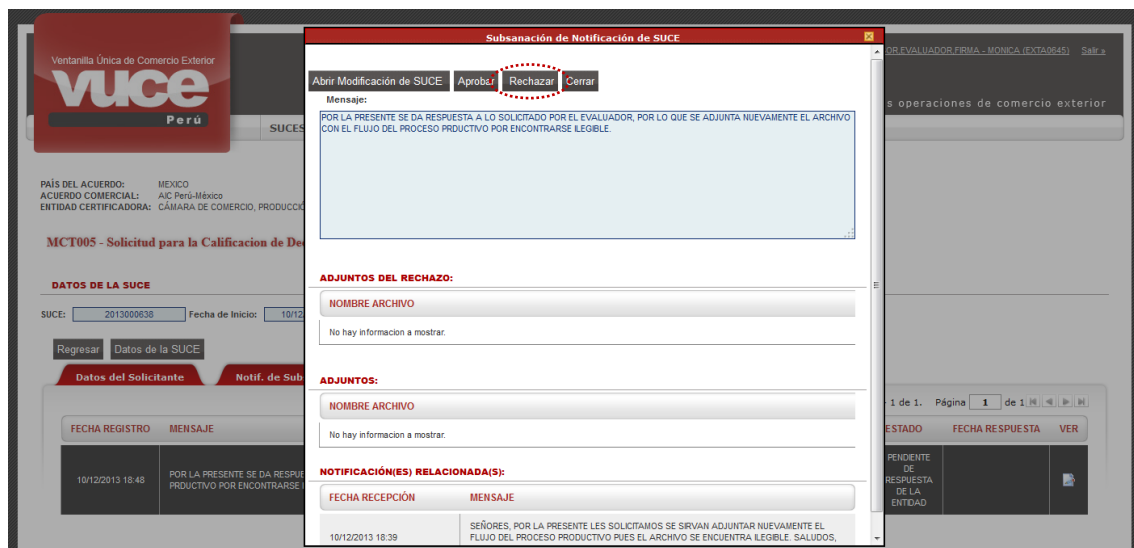 Subsanación de Notificación de SUCE
Ventanilla Única de Comercio Exterior
vuce
Perú
OR,EVALUADOR,FIRMA - MONICA (EXTA0645) Salir »
s operaciones de comercio exterior
SUCES
Abrir Modificación de SUCE Aprobar Rechazar Cerrar
Mensaje:
POR LA PRESENTE SE DA RESPUESTA A LO SOLICITADO POR EL EVALUADOR, POR LO QUE SE ADJUNTA NUEVAMENTE EL ARCHIVO
CON EL FLUJO DEL PROCESO PRDUCTIVO POR ENCONTRARSE ILEGIBLE.
PAÍS DEL ACUERDO: MEXICO
ACUERDO COMERCIAL: AIC Perú-México
ENTIDAD CERTIFICADORA: CÁMARA DE COMERCIO, PRODUCCIÓ
MCT005 - Solicitud para la Calificacion de De
DATOS DE LA SUCE
SUCE: 2013000638 Fecha de Inicio: 10/12
Regresar Datos de la SUCE
Datos del Solicitante Notif. de Sub
ADJUNTOS DEL RECHAZO:
NOMBRE ARCHIVO
No hay informacion a mostrar.
ADJUNTOS:
NOMBRE ARCHIVO
No hay informacion a mostrar.
NOTIFICACIÓN(ES) RELACIONADA(S):
FECHA RECEPCIÓN MENSAJE
10/12/2013 18:39 SEÑORES, POR LA PRESENTE LES SOLICITAMOS SE SIRVAN ADJUNTAR NUEVAMENTE EL
FLUJO DEL PROCESO PRODUCTIVO PUES EL ARCHIVO SE ENCUENTRA ILEGIBLE. SALUDOS,
1 de 1. Página 1 de 1
FECHA REGISTRO MENSAJE
ESTADO FECHA RESPUESTA VER
10/12/2013 18:48 POR LA PRESENTE SE DA RESPUE
PRDUCTIVO POR ENCONTRARSE I
PENDIENTE
DE
RESPUESTA
DE LA
ENTIDAD